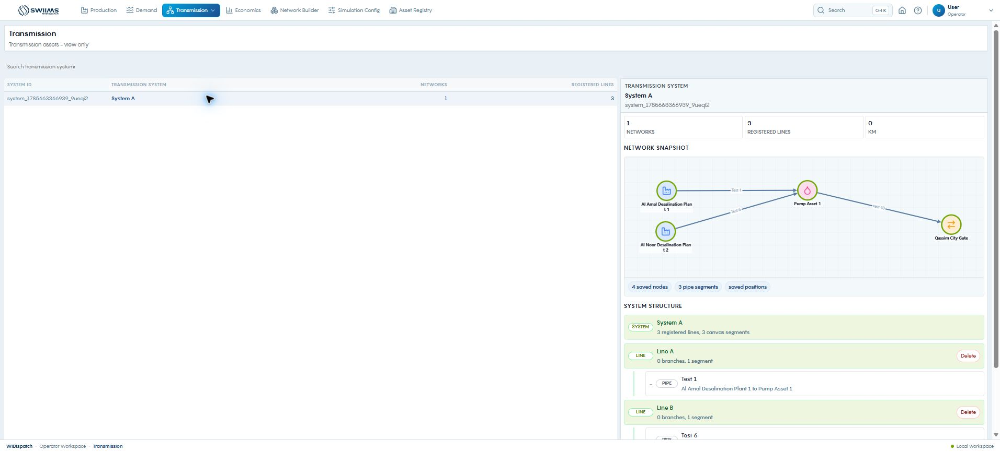 SWIIMS
WIDispatch
Production
Demand
Transmission
Economics
Network Builder
Simulation Config
Asset Registry
Search
Ctrl K
U
User
Operator
Transmission
Transmission assets - view only
Search transmission systems
SYSTEM ID
TRANSMISSION SYSTEM
NETWORKS
REGISTERED LINES
system_1785663366939_9ueqi2
System A
1
3
TRANSMISSION SYSTEM
System A
system_1785663366939_9ueqi2
1
NETWORKS
3
REGISTERED LINES
0
KM
NETWORK SNAPSHOT
Test 1
Al Amal Desalination Plan
t 1
Pump Asset 1
Test 6
test 10
Al Noor Desalination Plan
t 2
Qassim City Gate
4 saved nodes
3 pipe segments
saved positions
SYSTEM STRUCTURE
SYSTEM
System A
3 registered lines, 3 canvas segments
LINE
Line A
0 branches, 1 segment
Delete
–
PIPE
Test 1
Al Amal Desalination Plant 1 to Pump Asset 1
LINE
Line B
0 branches, 1 segment
Delete
PIPE
Test 6
WIDispatch · Operator Workspace · Transmission
Local workspace